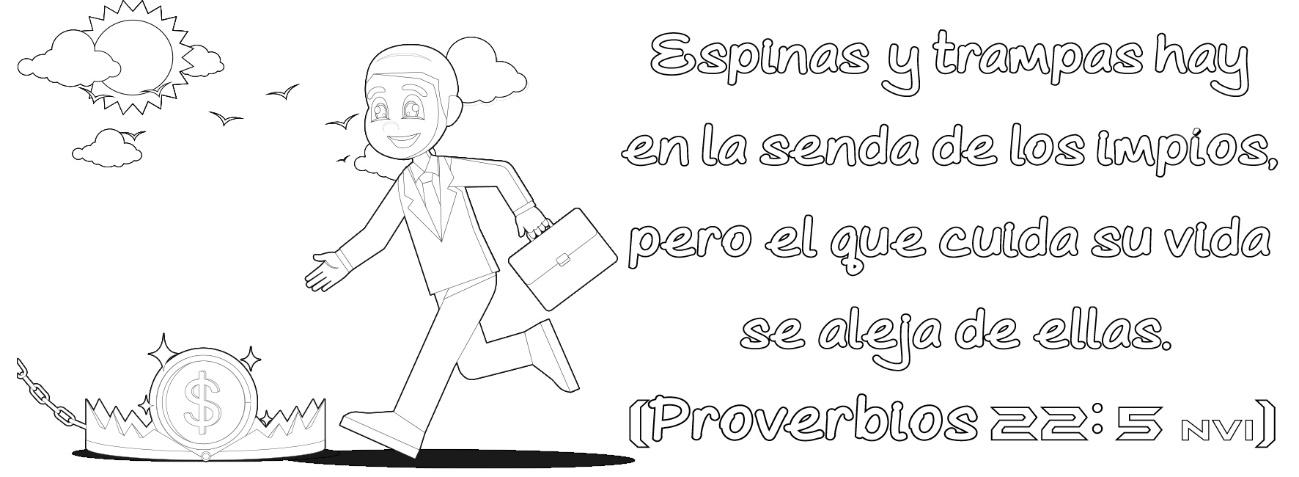 Espinas y trampas hay
en la senda de los impíos,
pero el que cuida su vida
se aleja de ellas.
(Proverbios 22:5 NVI)
$